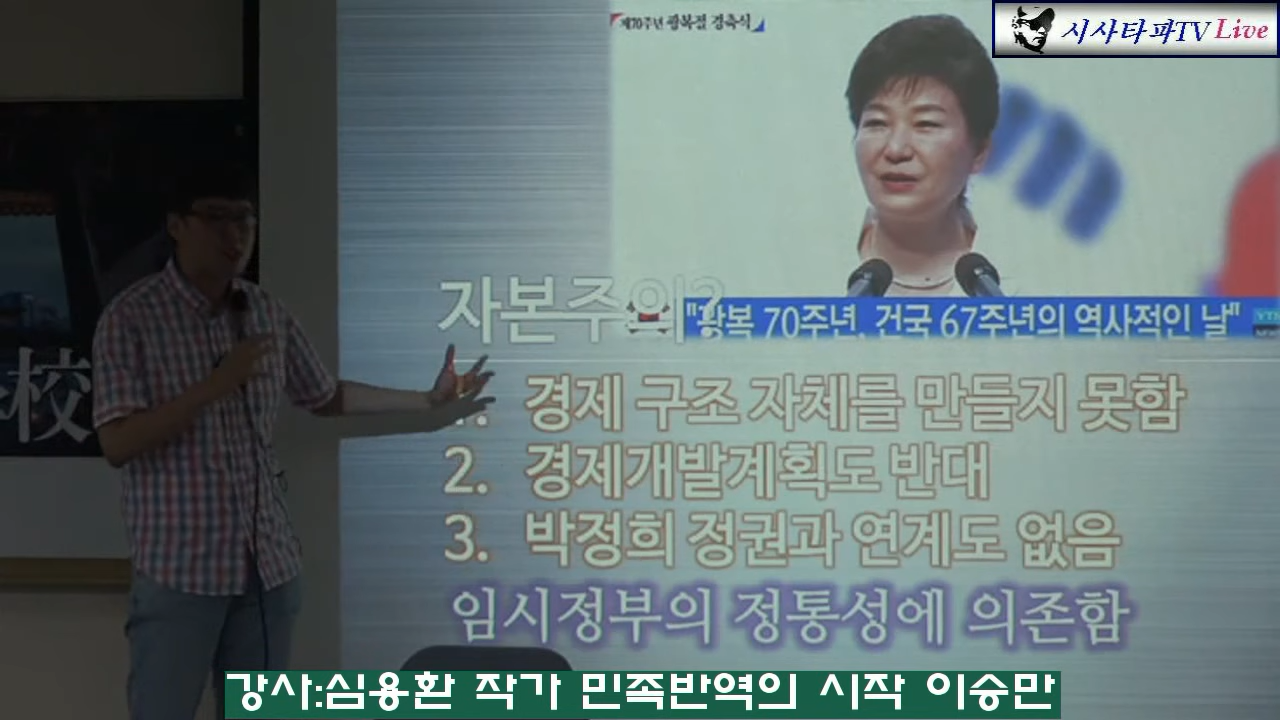 제70주년 광복절 경축식
시사타파TV Live
자본주의?
"광복 70주년, 건국 67주년의 역사적인 날"
YTN
1. 경제 구조 자체를 만들지 못함
2. 경제개발계획도 반대
3. 박정희 정권과 연계도 없음
임시정부의 정통성에 의존함
校
강사:심용환 작가 민족반역의 시작 이승만